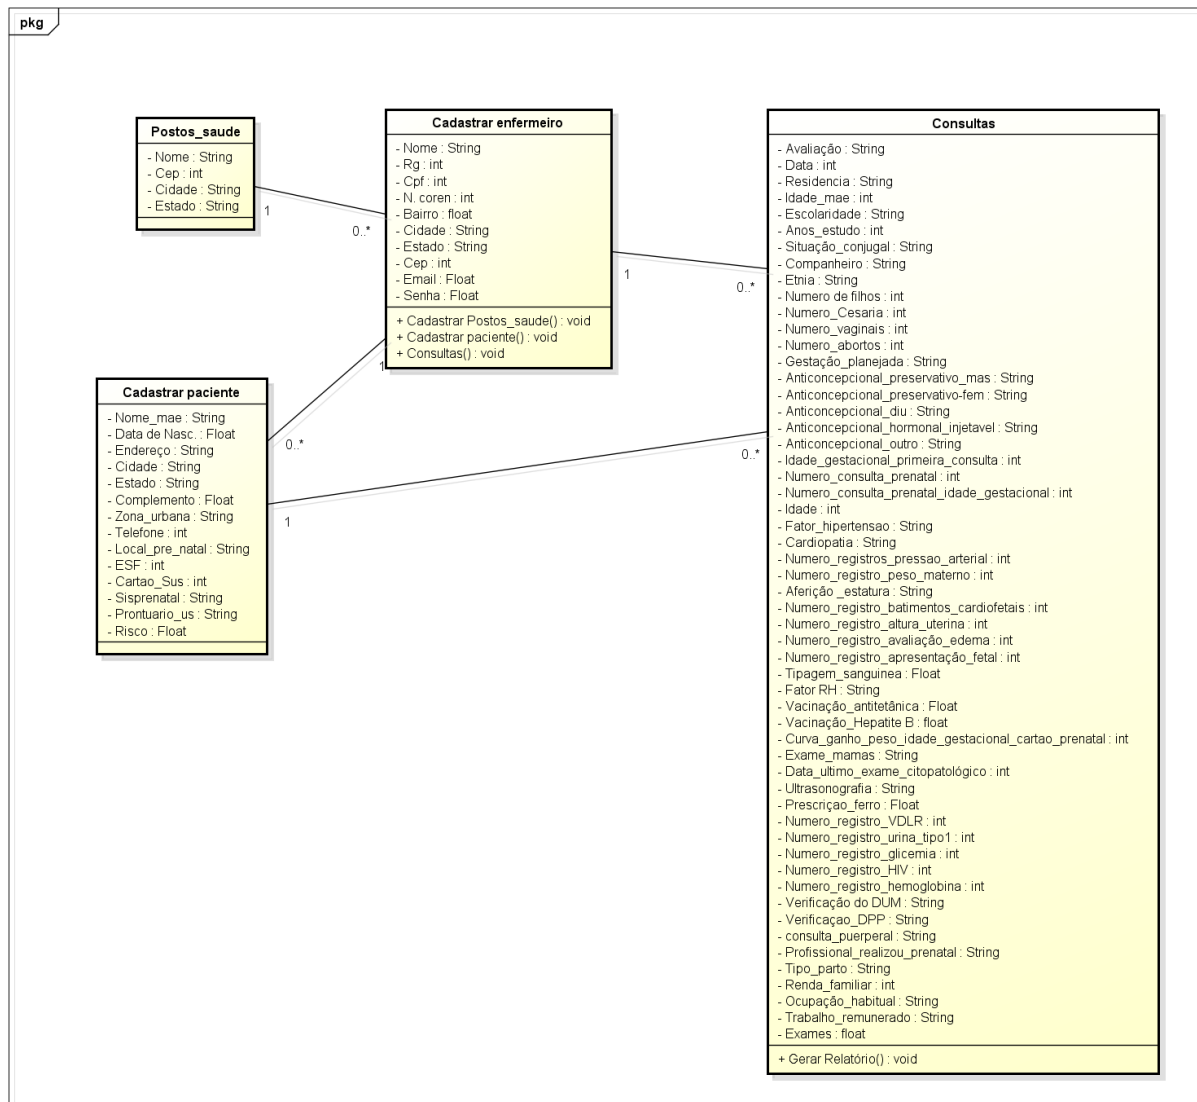 pkg
Postos_saude
- Nome : String
- Cep : int
- Cidade : String
- Estado : String
1
0..*
Cadastrar enfermeiro
- Nome : String
- Rg : int
- Cpf : int
- N. coren : int
- Bairro : float
- Cidade : String
- Estado : String
- Cep : int
- Email : Float
- Senha : Float
+ Cadastrar Postos_saude() : void
+ Cadastrar paciente() : void
+ Consultas() : void
1
0..*
1
0..*
Cadastrar paciente
- Nome_mae : String
- Data de Nasc. : Float
- Endereço : String
- Cidade : String
- Estado : String
- Complemento : Float
- Zona_urbana : String
- Telefone : int
- Local_pre_natal : String
- ESF : int
- Cartao_Sus : int
- Sisprenatal : String
- Prontuario_us : String
- Risco : Float
1
0..*
Consultas
- Avaliação : String
- Data : int
- Residencia : String
- Idade_mae : int
- Escolaridade : String
- Anos_estudo : int
- Situação_conjugal : String
- Companheiro : String
- Etnia : String
- Numero de filhos : int
- Numero_Cesaria : int
- Numero_vaginais : int
- Numero_abortos : int
- Gestação_planejada : String
- Anticoncepcional_preservativo_mas : String
- Anticoncepcional_preservativo-fem : String
- Anticoncepcional_diu : String
- Anticoncepcional_hormonal_injetavel : String
- Anticoncepcional_outro : String
- Idade_gestacional_primeira_consulta : int
- Numero_consulta_prenatal : int
- Numero_consulta_prenatal_idade_gestacional : int
- Idade : int
- Fator_hipertensao : String
- Cardiopatia : String
- Numero_registros_pressao_arterial : int
- Numero_registro_peso_materno : int
- Aferição _estatura : String
- Numero_registro_batimentos_cardiofetais : int
- Numero_registro_altura_uterina : int
- Numero_registro_avaliação_edema : int
- Numero_registro_apresentação_fetal : int
- Tipagem_sanguinea : Float
- Fator RH : String
- Vacinação_antitetânica : Float
- Vacinação_Hepatite B : float
- Curva_ganho_peso_idade_gestacional_cartao_prenatal : int
- Exame_mamas : String
- Data_ultimo_exame_citopatológico : int
- Ultrasonografia : String
- Prescriçao_ferro : Float
- Numero_registro_VDLR : int
- Numero_registro_urina_tipo1 : int
- Numero_registro_glicemia : int
- Numero_registro_HIV : int
- Numero_registro_hemoglobina : int
- Verificação do DUM : String
- Verificaçao_DPP : String
- consulta_puerperal : String
- Profissional_realizou_prenatal : String
- Tipo_parto : String
- Renda_familiar : int
- Ocupação_habitual : String
- Trabalho_remunerado : String
- Exames : float
+ Gerar Relatório() : void